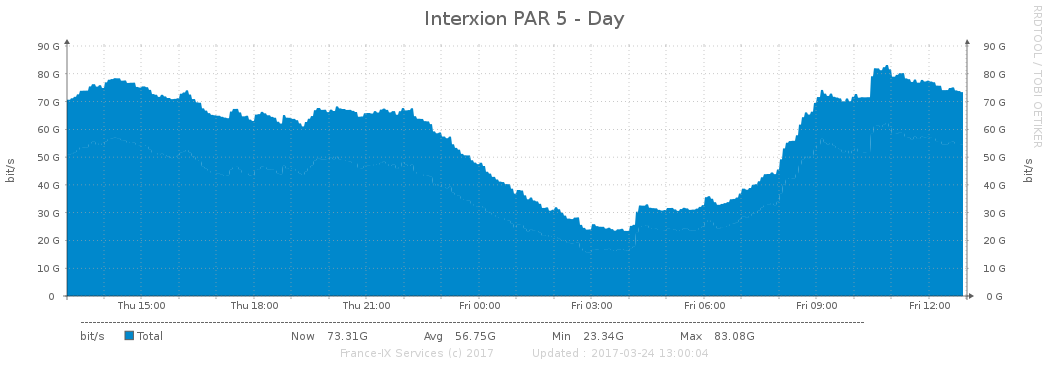 Interxion PAR 5 - Day
RRDTOOL / TOBI OETIKER
90 G 90 G
80 G 80 G
70 G 70 G
60 G 60 G
50 G 50 G
40 G 40 G
30 G 30 G
20 G 20 G
10 G 10 G
0 0 G
bit/s bit/s
Thu 15:00 Thu 18:00 Thu 21:00 Fri 00:00 Fri 03:00 Fri 06:00 Fri 09:00 Fri 12:00
bit/s Total Now 73.31G Avg 56.75G Min 23.34G Max 83.08G
France-IX Services (c) 2017 Updated : 2017-03-24 13:00:04